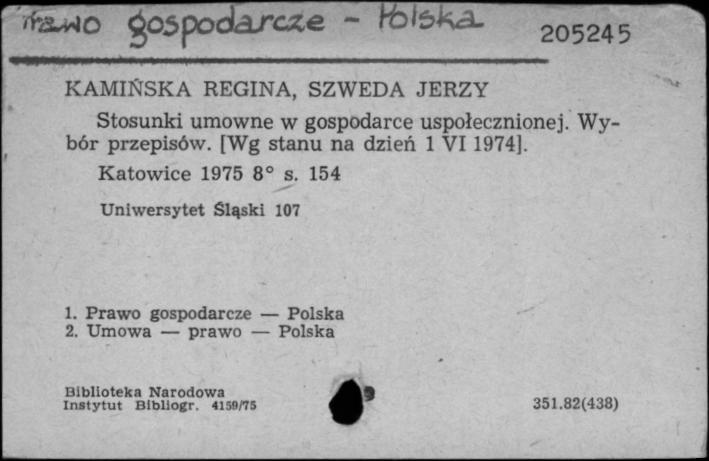 Prawo gospodarcze - Polska
205245
KAMIŃSKA REGINA, SZWEDA JERZY
Stosunki umowne w gospodarce uspołecznionej. Wy-
bór przepisów. [Wg stanu na dzień 1 VI 1974].
Katowice 1975 8° s. 154
Uniwersytet Śląski 107
1. Prawo gospodarcze — Polska
2. Umowa — prawo — Polska
Biblioteka Narodowa
Instytut Bibliogr. 4159/75
9
351.82(438)